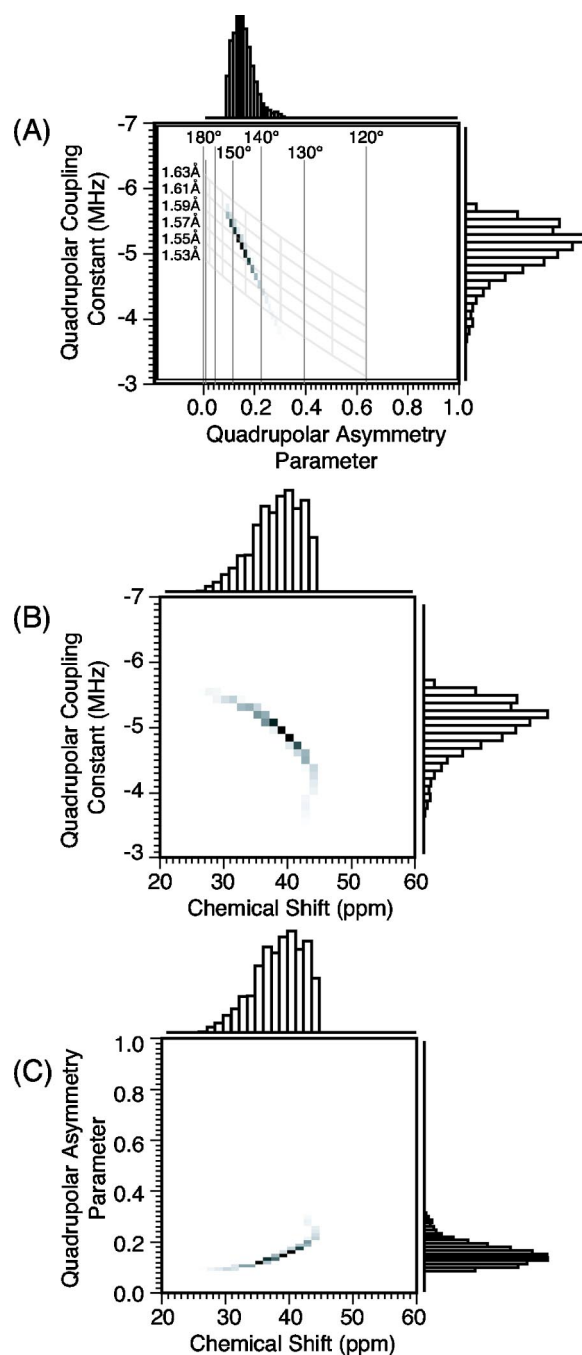 (A)
-7
180° 140° 120°
150° 130°
1.63Å
1.61Å
1.59Å
1.57Å
1.55Å
1.53Å
-6
-5
-4
-3
Quadrupolar Coupling
Constant (MHz)
0.0 0.2 0.4 0.6 0.8 1.0
Quadrupolar Asymmetry
Parameter
(B)
-7
-6
-5
-4
-3
Quadrupolar Coupling
Constant (MHz)
20 30 40 50 60
Chemical Shift (ppm)
(C)
1.0
0.8
0.6
0.4
0.2
0.0
Quadrupolar Asymmetry
Parameter
20 30 40 50 60
Chemical Shift (ppm)